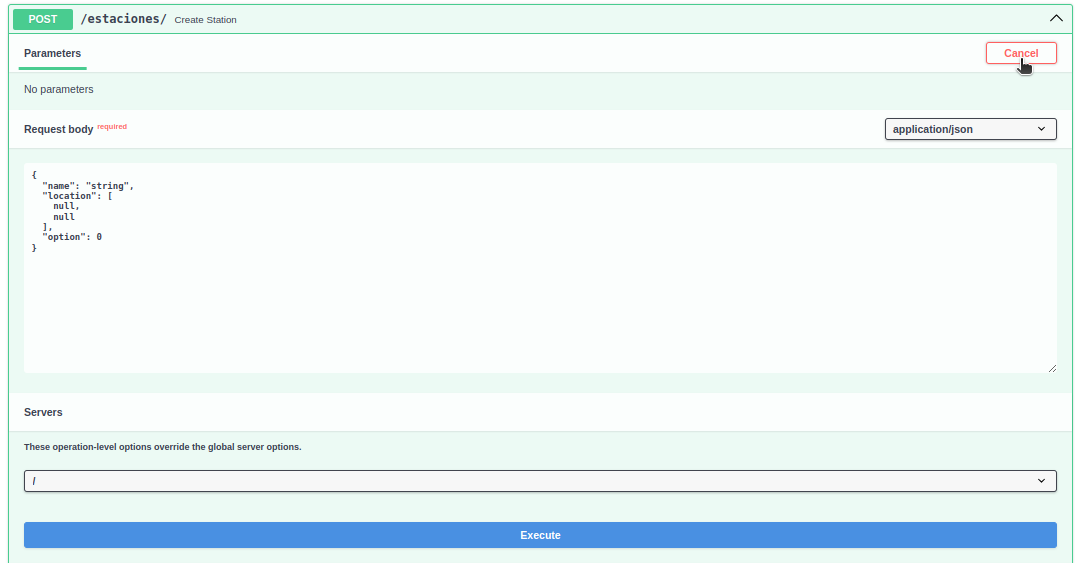 POST /estaciones/ Create Station
Parameters
Cancel
No parameters
Request body required
application/json
{
  "name": "string",
  "location": [
    null,
    null
  ],
  "option": 0
}
Servers
These operation-level options override the global server options.
/
Execute